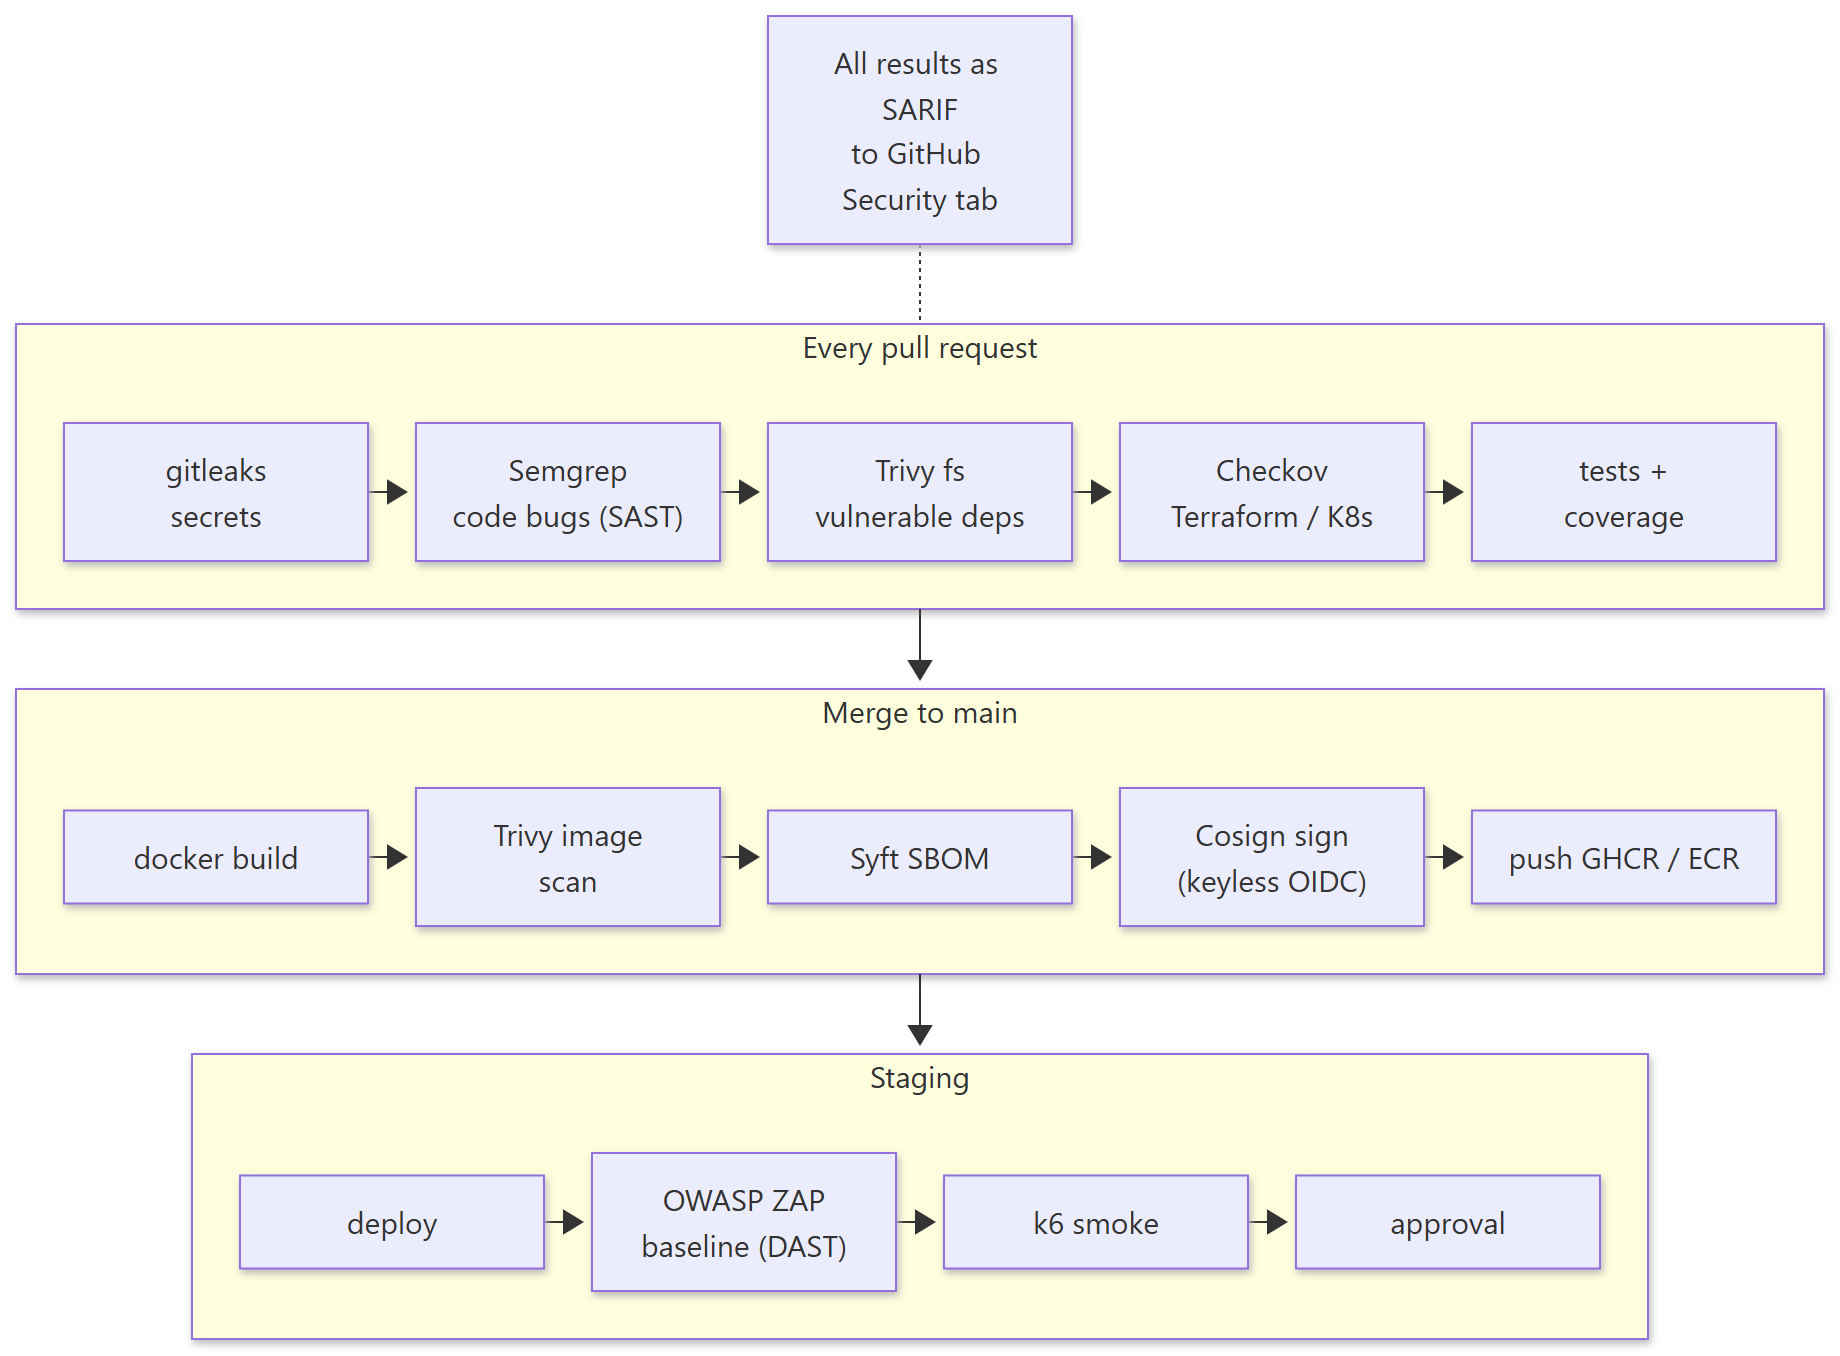 All results as
SARIF
to GitHub
Security tab
Every pull request
gitleaks
secrets
Semgrep
code bugs (SAST)
Trivy fs
vulnerable deps
Checkov
Terraform / K8s
tests +
coverage
Merge to main
docker build
Trivy image
scan
Syft SBOM
Cosign sign
(keyless OIDC)
push GHCR / ECR
Staging
deploy
OWASP ZAP
baseline (DAST)
k6 smoke
approval